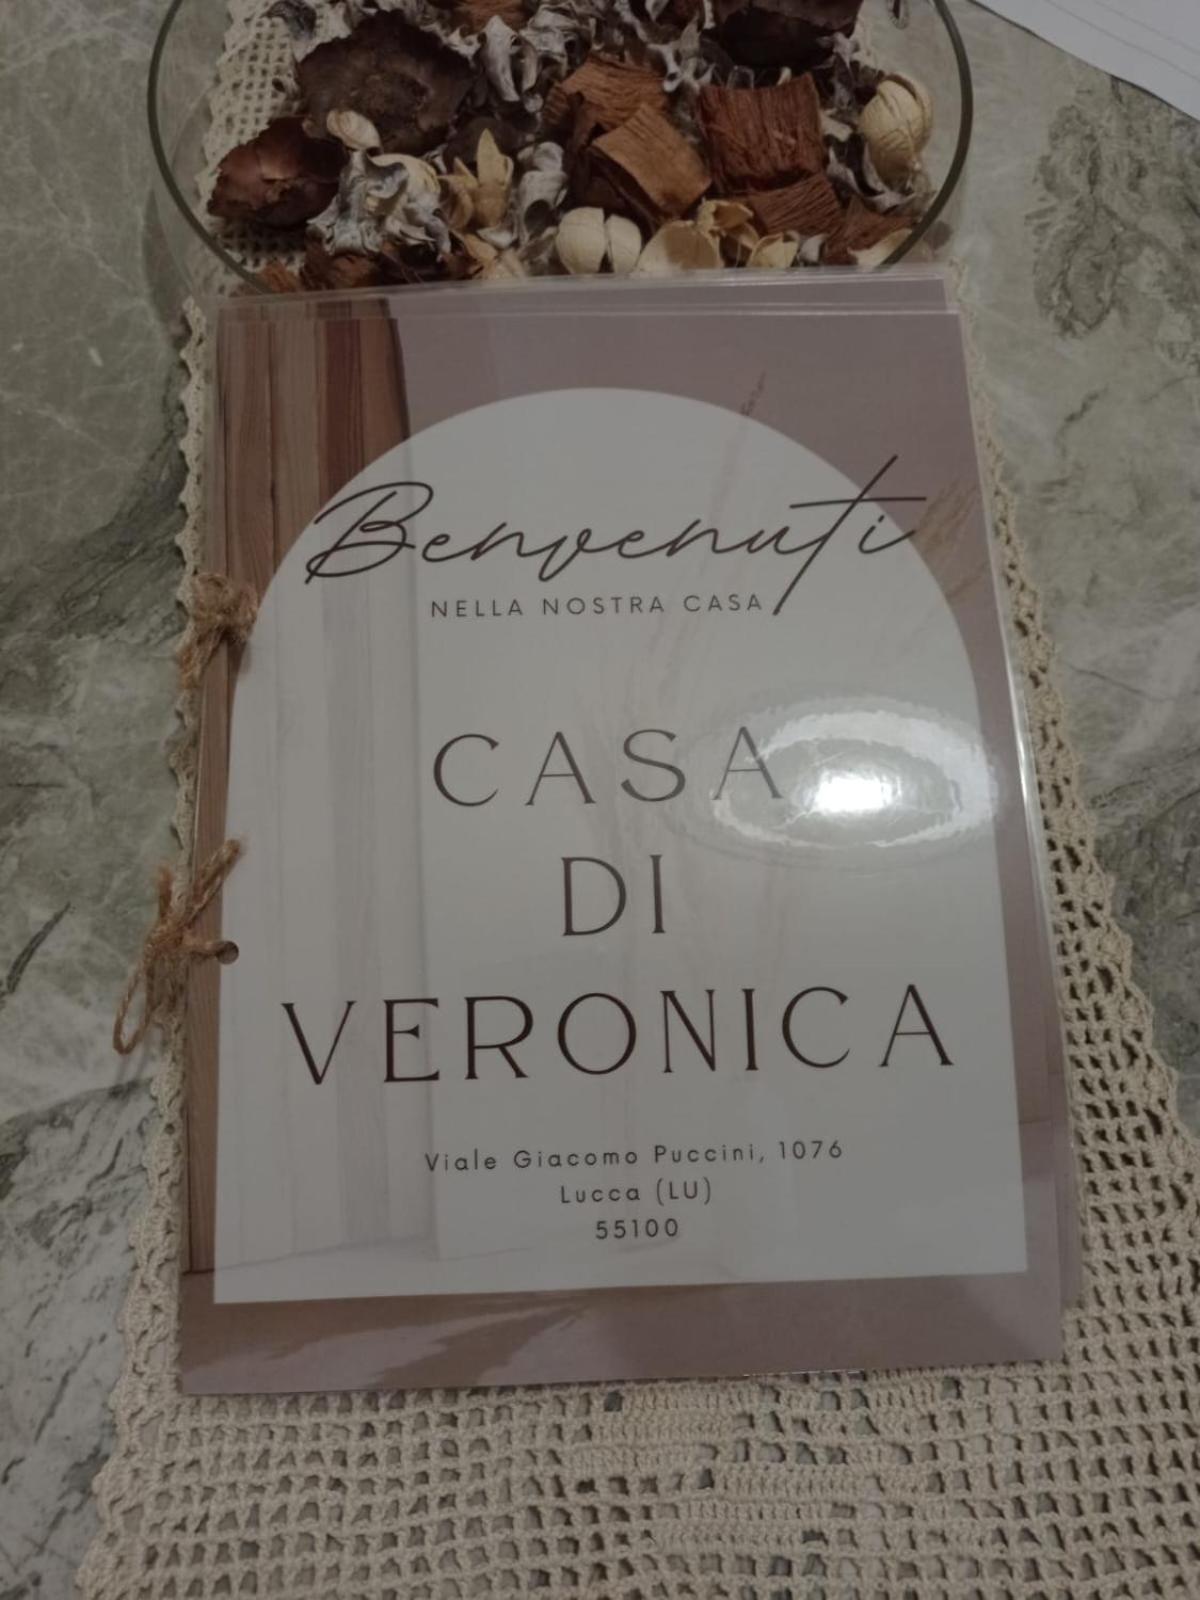 Benvenuti
NELLA NOSTRA CASA
CASA
DI
VERONICA
Viale Giacomo Puccini, 1076
Lucca (LU)
55100